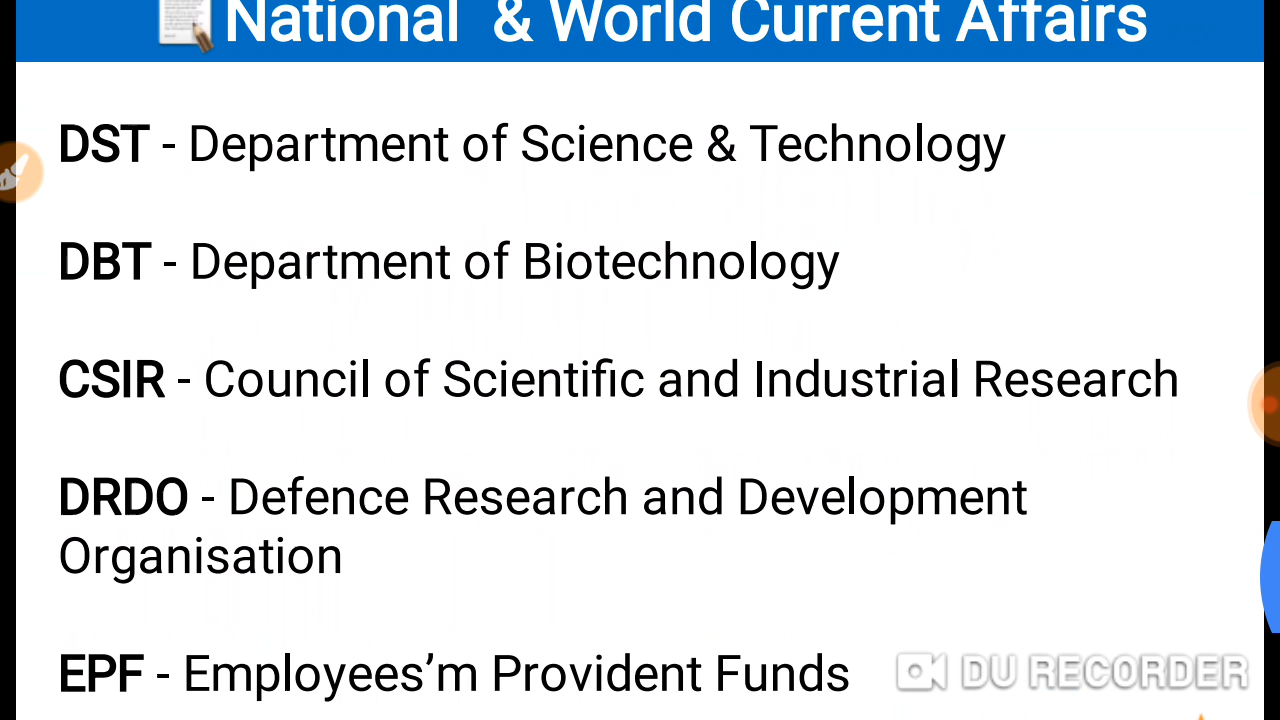 National & World Current Affairs
DST - Department of Science & Technology
DBT - Department of Biotechnology
CSIR - Council of Scientific and Industrial Research
DRDO - Defence Research and Development
Organisation
EPF - Employees’m Provident Funds
DU RECORDER